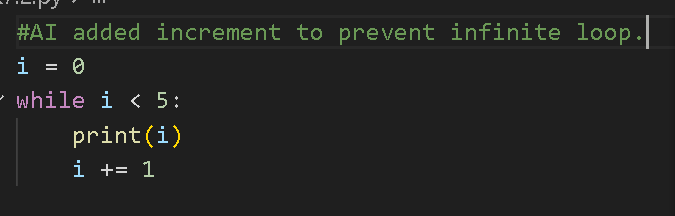 #AI added increment to prevent infinite loop.
i = 0
while i < 5:
    print(i)
    i += 1